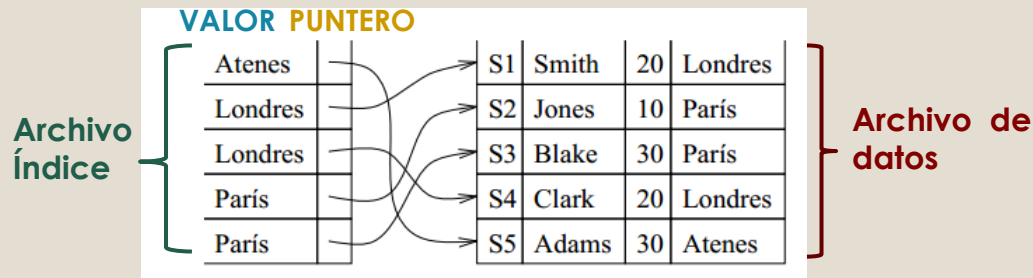 VALOR PUNTERO
Archivo Índice
Atenes
Londres
Londres
París
París
S1 Smith 20 Londres
S2 Jones 10 París
S3 Blake 30 París
S4 Clark 20 Londres
S5 Adams 30 Atenes
Archivo de
datos